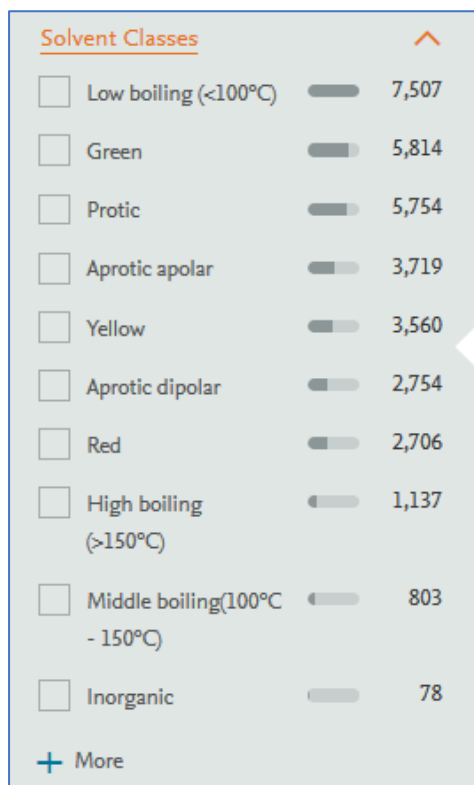 Solvent Classes
Low boiling (<100°C) 7,507
Green 5,814
Protic 5,754
Aprotic apolar 3,719
Yellow 3,560
Aprotic dipolar 2,754
Red 2,706
High boiling 1,137
(>150°C)
Middle boiling(100°C 803
- 150°C)
Inorganic 78
+ More